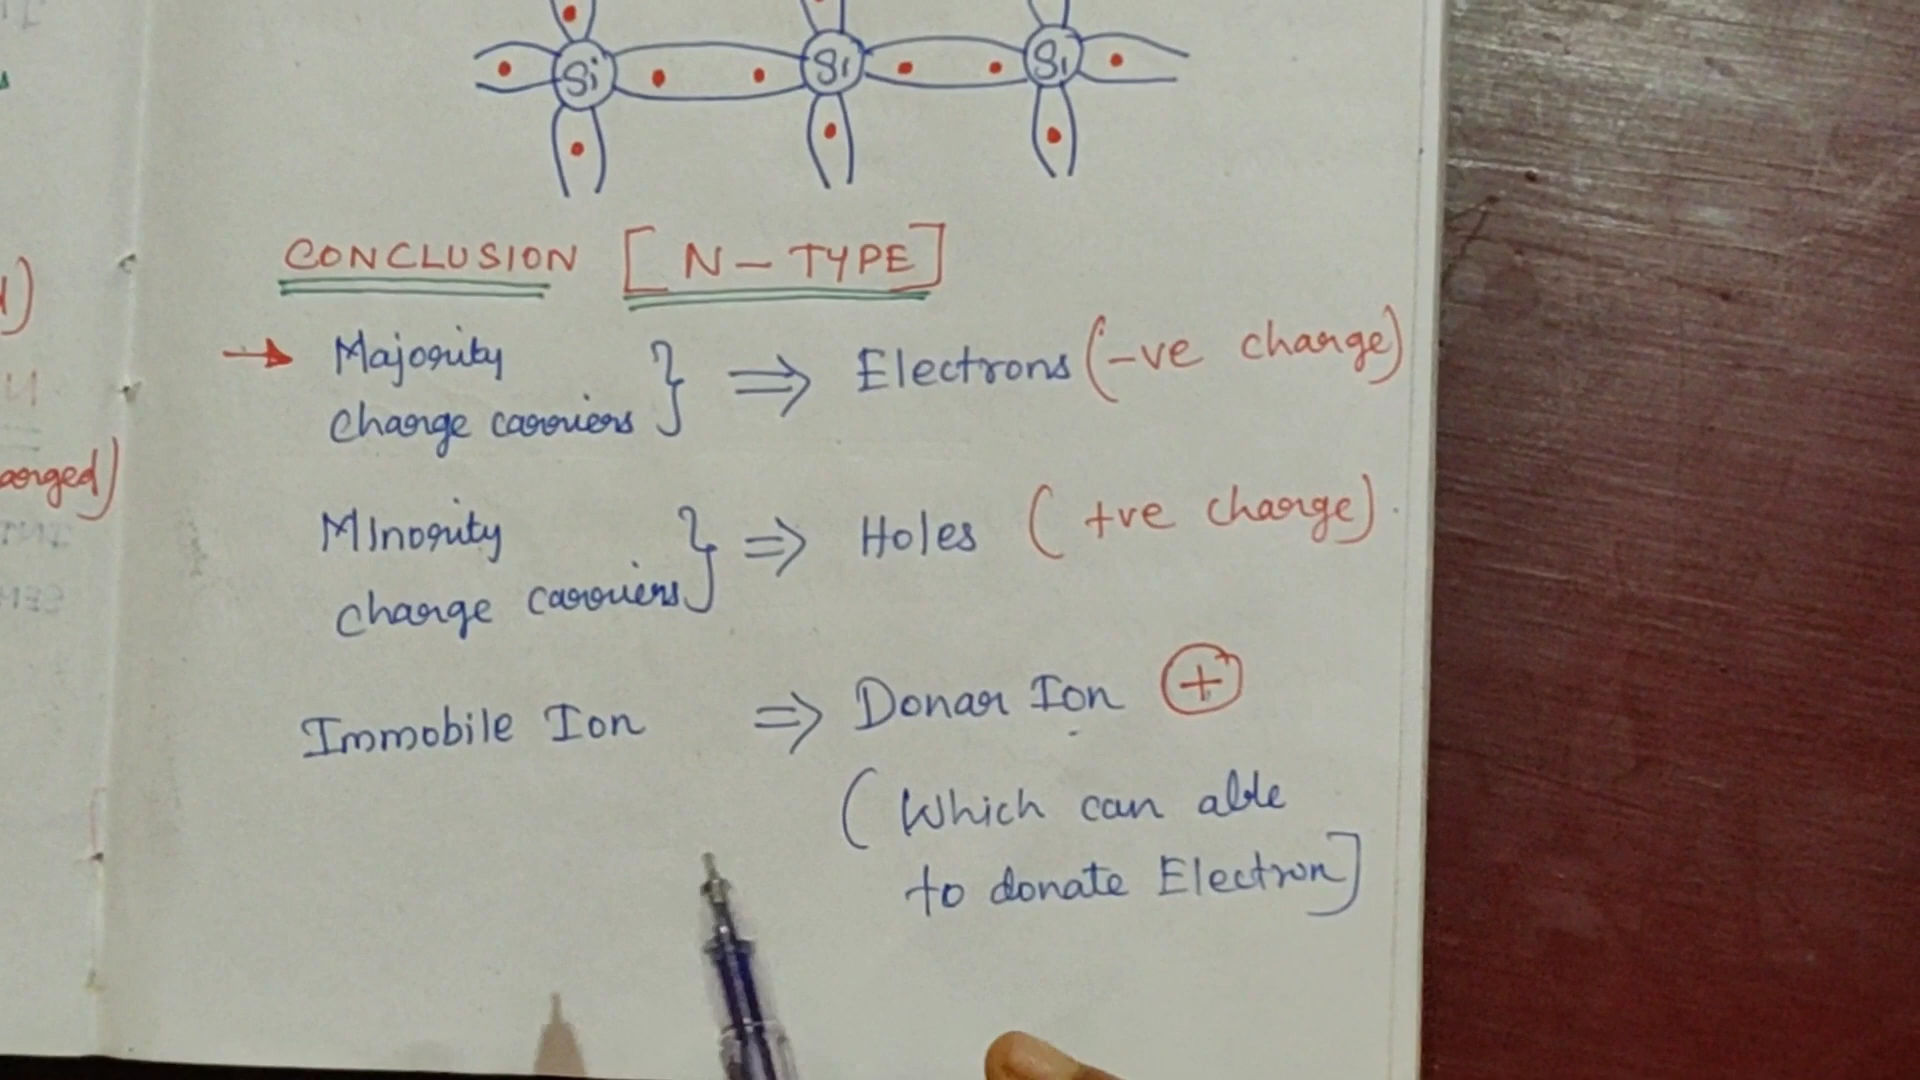 Si Si Si
CONCLUSION [ N - TYPE ]
Majority
charge carriers } ⇒ Electrons (-ve charge)
MInority
charge carriers } ⇒ Holes ( +ve charge).
Immobile Ion ⇒ Donar Ion +
( Which can able
to donate Electron]
arged)